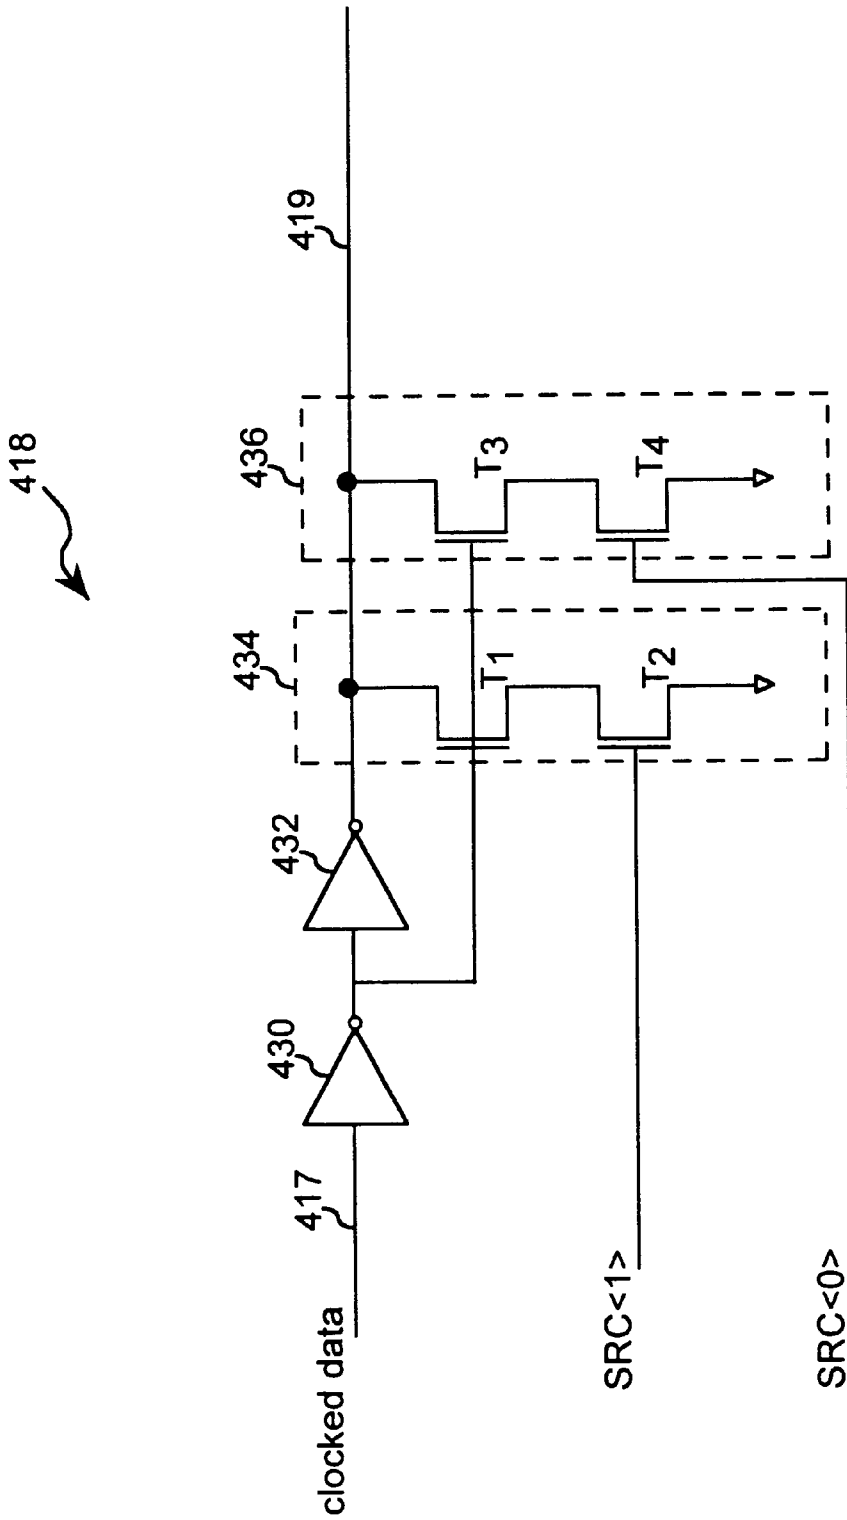 418
419
436
434
432
430
417
T3
T4
T1
T2
clocked data
SRC<1>
SRC<0>